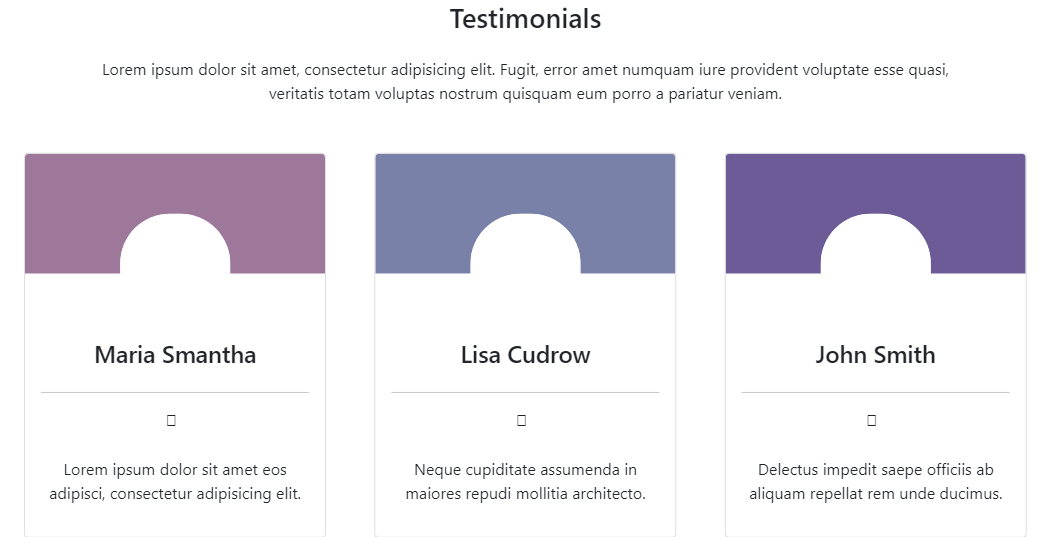 Testimonials
Lorem ipsum dolor sit amet, consectetur adipisicing elit. Fugit, error amet numquam iure provident voluptate esse quasi,
veritatis totam voluptas nostrum quisquam eum porro a pariatur veniam.
Maria Smantha
Lorem ipsum dolor sit amet eos
adipisci, consectetur adipisicing elit.
Lisa Cudrow
Neque cupiditate assumenda in
maiores repudi mollitia architecto.
John Smith
Delectus impedit saepe officiis ab
aliquam repellat rem unde ducimus.